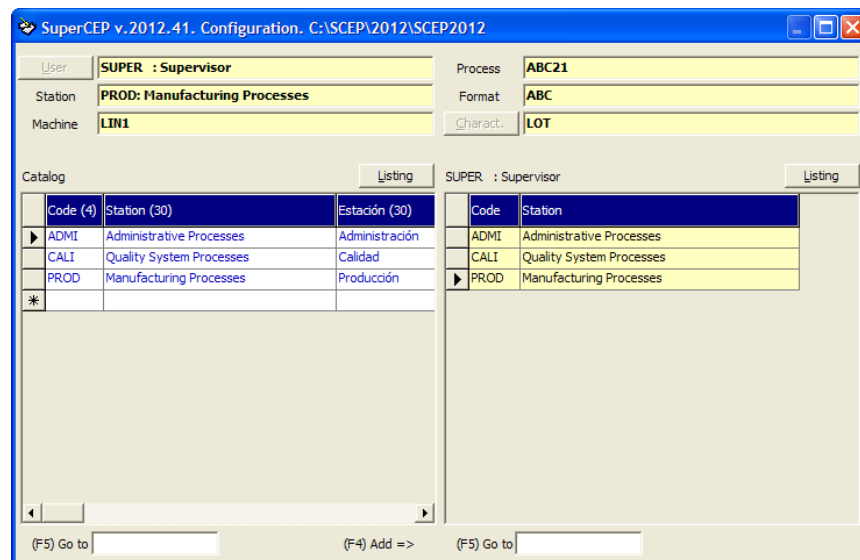 SuperCEP v.2012.41. Configuration. C:\SCEP\2012\SCEP2012
User SUPER : Supervisor Process ABC21
Station PROD: Manufacturing Processes Format ABC
Machine LIN1 Charact. LOT
Catalog Listing SUPER : Supervisor Listing
Code (4) Station (30) Estación (30) Code Station
ADMI Administrative Processes Administración ADMI Administrative Processes
CALI Quality System Processes Calidad CALI Quality System Processes
PROD Manufacturing Processes Producción PROD Manufacturing Processes
(F5) Go to (F4) Add => (F5) Go to